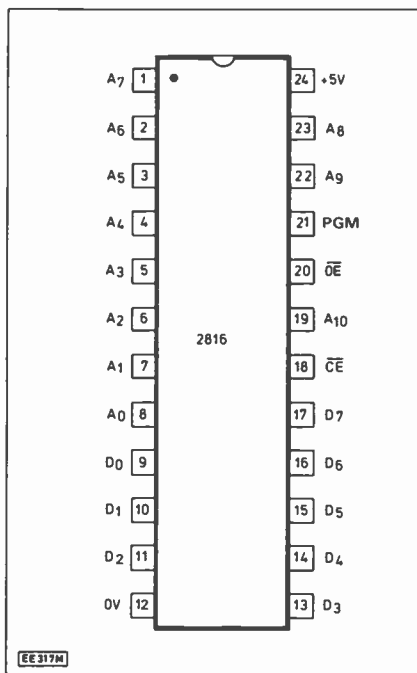 A7 1 24 +5V
A6 2 23 A8
A5 3 22 A9
A4 4 21 PGM
A3 5 20 O̅E̅
A2 6 19 A10
2816
A1 7 18 C̅E̅
A0 8 17 D7
D0 9 16 D6
D1 10 15 D5
D2 11 14 D4
0V 12 13 D3
EE317M